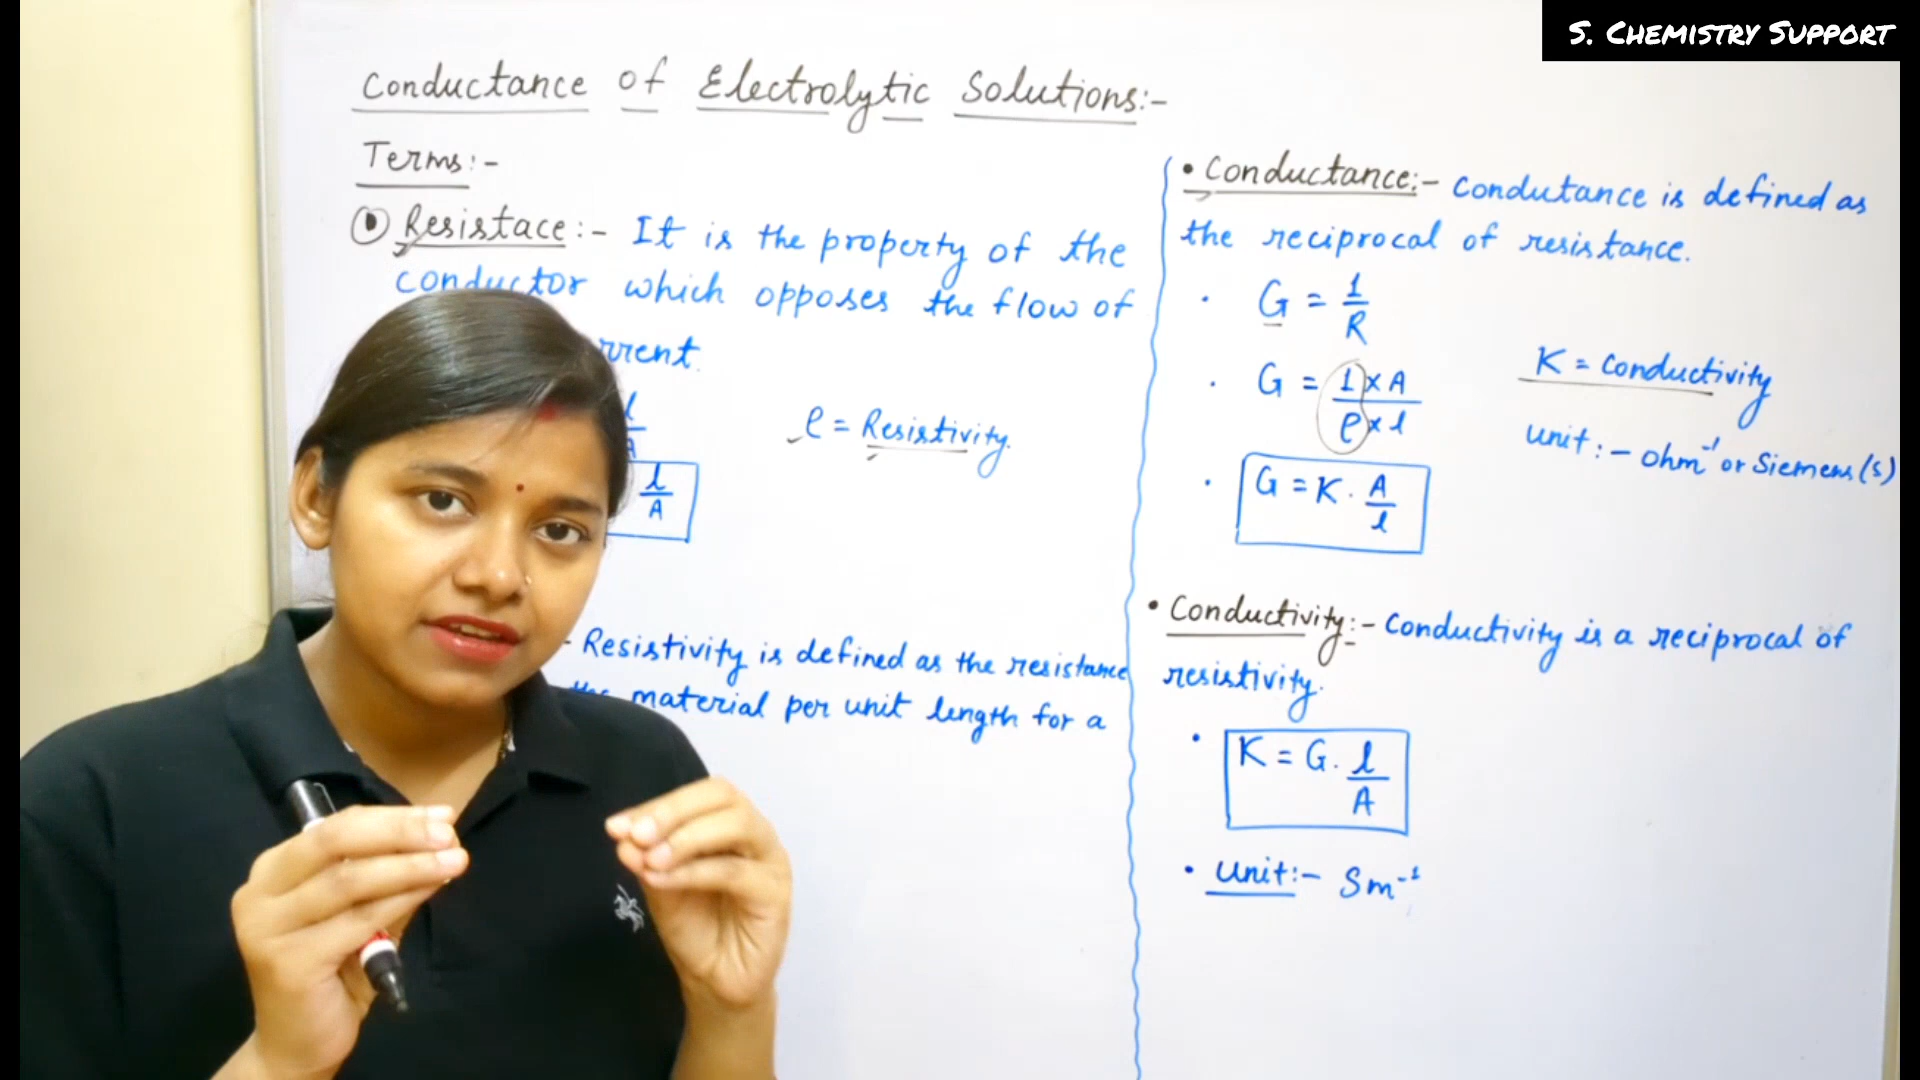 S. Chemistry Support
Conductance of Electrolytic Solutions:-
Terms:-
① Resistace:- It is the property of the
conductor which opposes the flow of
rrent.
l
A
ρ = Resistivity.
l
A
- Resistivity is defined as the resistance
the material per unit length for a
• Conductance:- Condutance is defined as
the reciprocal of resistance.
· G = 1/R
· G = 1 × A / ρ × l
K = Conductivity
unit:- ohm⁻¹ or Siemens(s)
· G = K · A/l
• Conductivity:- Conductivity is a reciprocal of
resistivity.
• K = G · l/A
• Unit:- Sm⁻¹